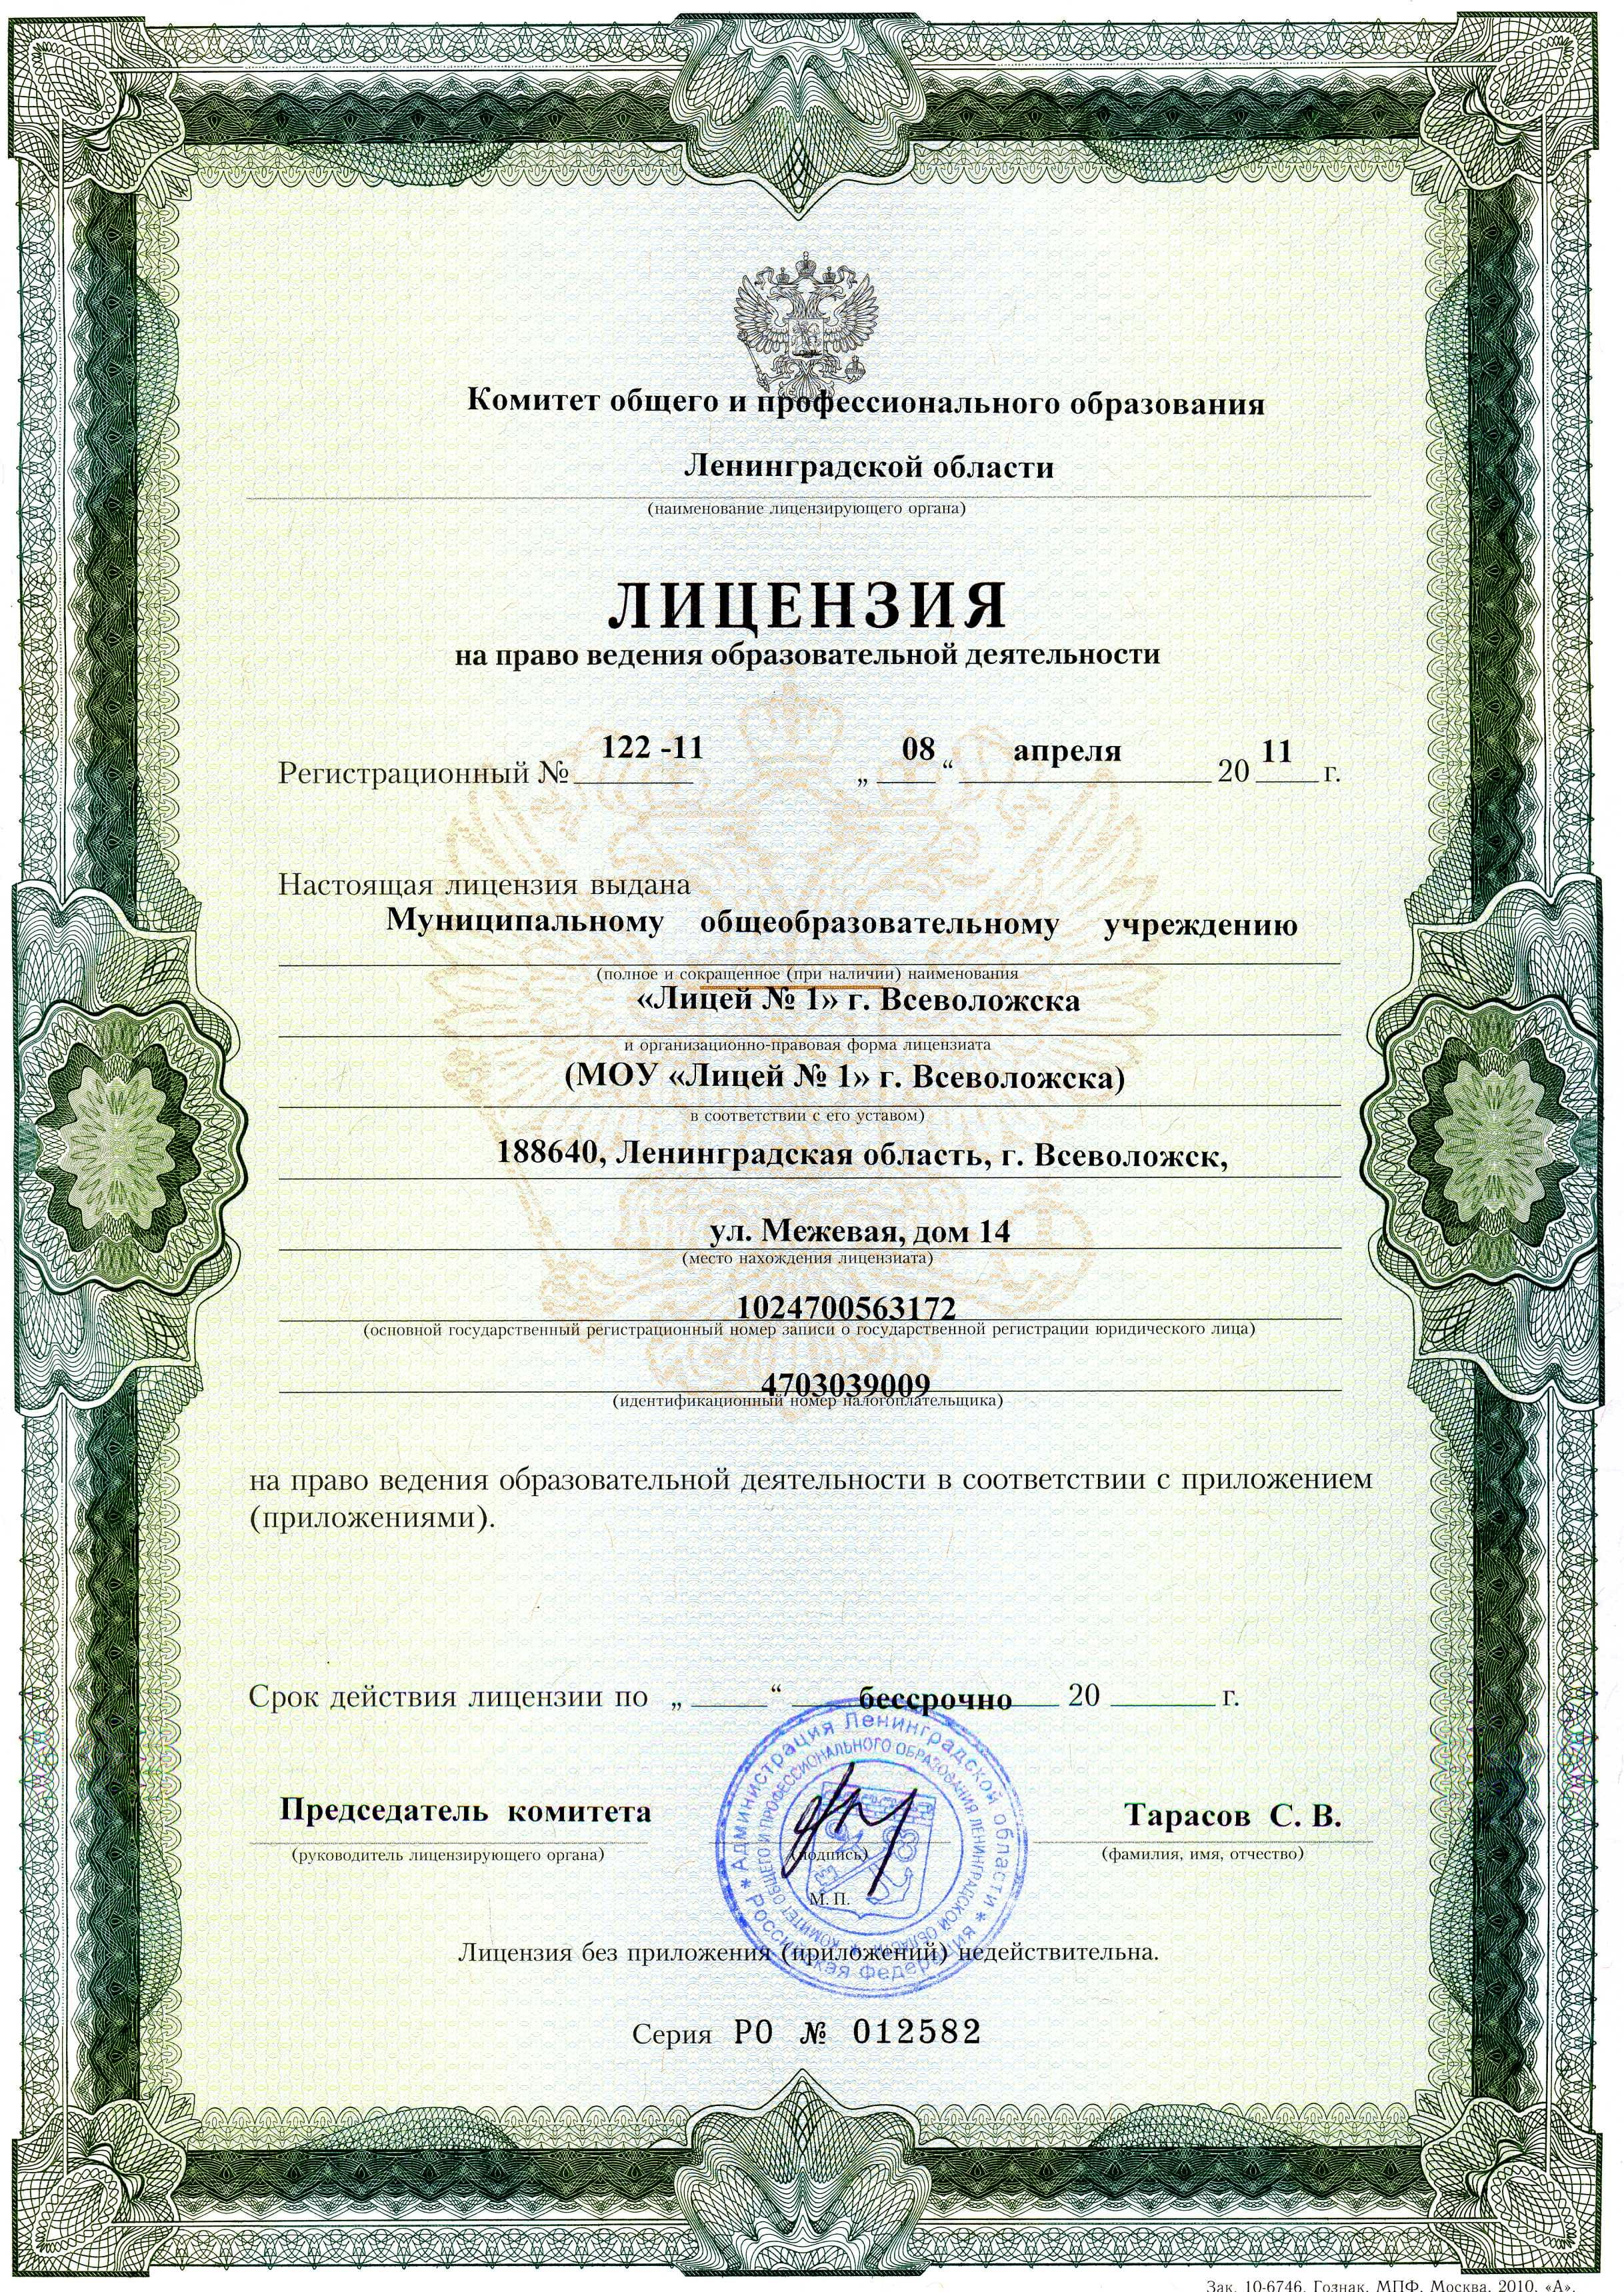 Комитет общего и профессионального образования
Ленинградской области
(наименование лицензирующего органа)
ЛИЦЕНЗИЯ
на право ведения образовательной деятельности
Регистрационный № 122 -11 „ 08 “ апреля 20 11 г.
Настоящая лицензия выдана
Муниципальному общеобразовательному учреждению
(полное и сокращенное (при наличии) наименования
«Лицей № 1» г. Всеволожска
и организационно-правовая форма лицензиата
(МОУ «Лицей № 1» г. Всеволожска)
в соответствии с его уставом)
188640, Ленинградская область, г. Всеволожск,
ул. Межевая, дом 14
(место нахождения лицензиата)
1024700563172
(основной государственный регистрационный номер записи о государственной регистрации юридического лица)
4703039009
(идентификационный номер налогоплательщика)
на право ведения образовательной деятельности в соответствии с приложением
(приложениями).
Срок действия лицензии по „ “ бессрочно 20 г.
Администрация Ленинградской области * Российская Федерация *
КОМИТЕТ ОБЩЕГО И ПРОФЕССИОНАЛЬНОГО ОБРАЗОВАНИЯ ЛЕНИНГРАДСКОЙ ОБЛАСТИ *
Председатель комитета Тарасов С. В.
(руководитель лицензирующего органа) (подпись) (фамилия, имя, отчество)
М. П.
Лицензия без приложения (приложений) недействительна.
Серия РО № 012582
Зак. 10-6746. Гознак. МПФ. Москва. 2010. «А».